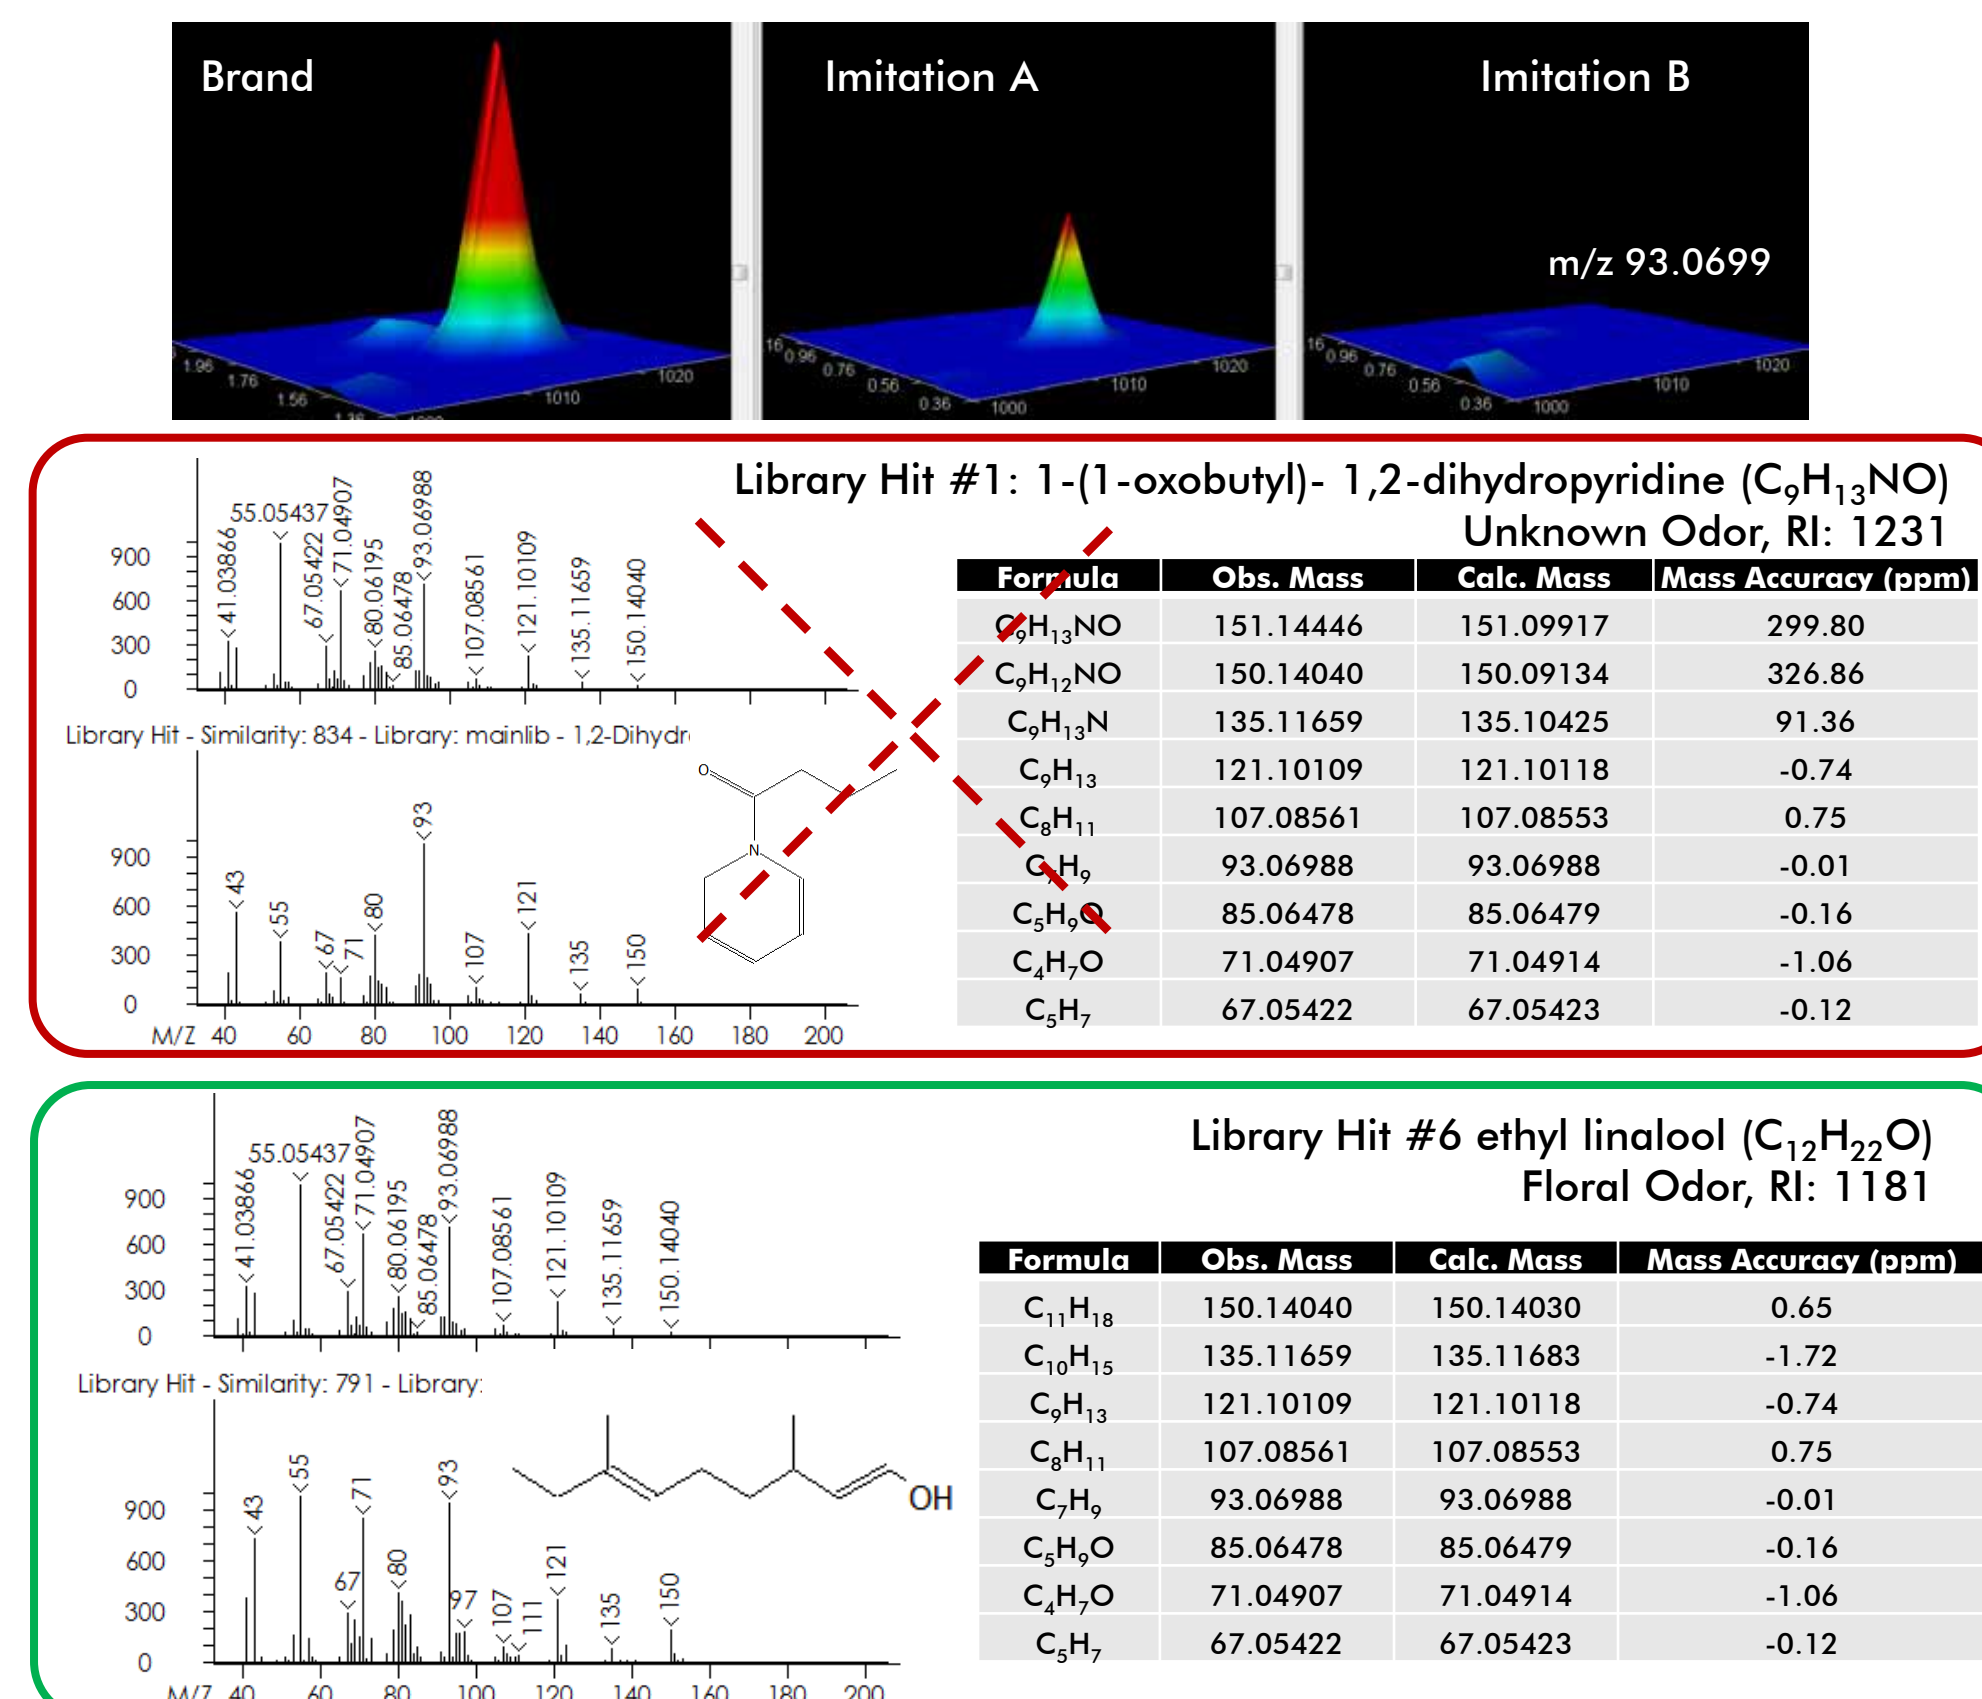 Brand
Imitation A
Imitation B
m/z 93.0699
1.96
1.76
1.56
1.36
1010
1020
16
0.96
0.76
0.56
0.36
1000
1010
1020
16
0.96
0.76
0.56
0.36
1000
1010
1020
Library Hit #1: 1-(1-oxobutyl)- 1,2-dihydropyridine (C₉H₁₃NO)
Unknown Odor, RI: 1231
900
600
300
0
41.03866
55.05437
67.05422
71.04907
80.06195
85.06478
93.06988
107.08561
121.10109
135.11659
150.14040
Library Hit - Similarity: 834 - Library: mainlib - 1,2-Dihydr
900
600
300
0
43
55
67
71
80
93
107
121
135
150
M/Z 40 60 80 100 120 140 160 180 200
O
N
Formula Obs. Mass Calc. Mass Mass Accuracy (ppm)
C₉H₁₃NO 151.14446 151.09917 299.80
C₉H₁₂NO 150.14040 150.09134 326.86
C₉H₁₃N 135.11659 135.10425 91.36
C₉H₁₃ 121.10109 121.10118 -0.74
C₈H₁₁ 107.08561 107.08553 0.75
C₇H₉ 93.06988 93.06988 -0.01
C₅H₉O 85.06478 85.06479 -0.16
C₄H₇O 71.04907 71.04914 -1.06
C₅H₇ 67.05422 67.05423 -0.12
Library Hit #6 ethyl linalool (C₁₂H₂₂O)
Floral Odor, RI: 1181
900
600
300
0
41.03866
55.05437
67.05422
71.04907
80.06195
85.06478
93.06988
107.08561
121.10109
135.11659
150.14040
Library Hit - Similarity: 791 - Library:
900
600
300
0
43
55
67
71
80
93
97
107
111
121
135
150
M/Z 40 60 80 100 120 140 160 180 200
OH
Formula Obs. Mass Calc. Mass Mass Accuracy (ppm)
C₁₁H₁₈ 150.14040 150.14030 0.65
C₁₀H₁₅ 135.11659 135.11683 -1.72
C₉H₁₃ 121.10109 121.10118 -0.74
C₈H₁₁ 107.08561 107.08553 0.75
C₇H₉ 93.06988 93.06988 -0.01
C₅H₉O 85.06478 85.06479 -0.16
C₄H₇O 71.04907 71.04914 -1.06
C₅H₇ 67.05422 67.05423 -0.12